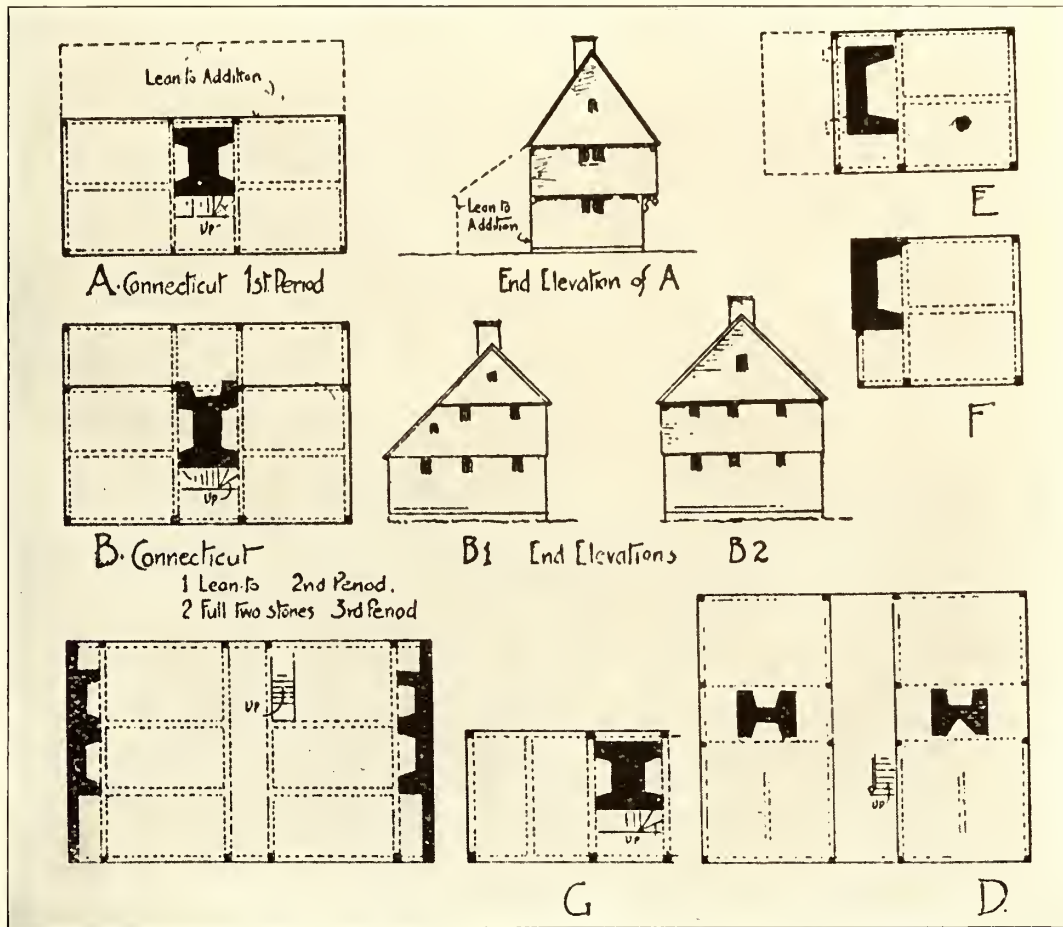 Lean to Addition
UP
A. Connecticut 1st. Period
Lean to
Addition
End Elevation of A
E
F
UP
B. Connecticut
1 Lean-to 2nd Period.
2 Full two stories 3rd Period
B1 End Elevations B2
UP
UP
G
UP
D.